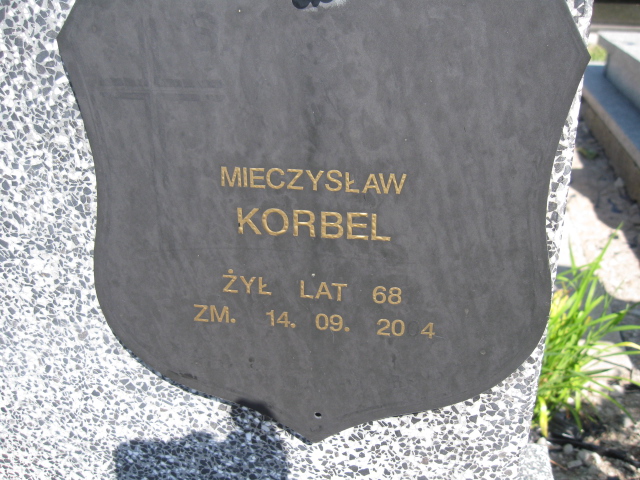 MIECZYSŁAW
KORBEL
ŻYŁ LAT 68
ZM. 14. 09. 20 4